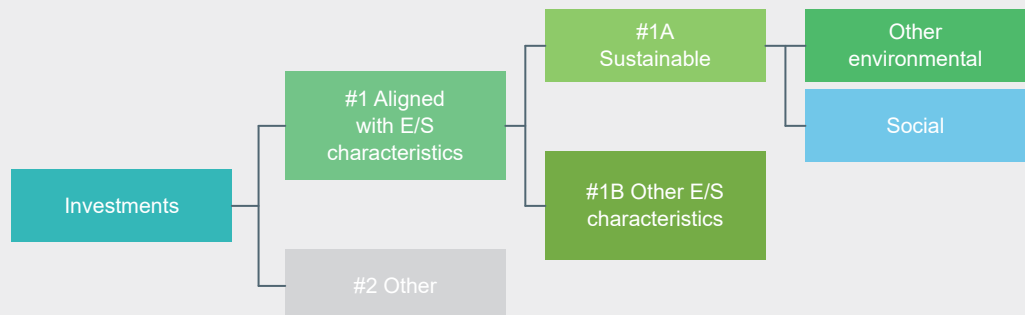 Investments
#1 Aligned
with E/S
characteristics
#2 Other
#1A
Sustainable
#1B Other E/S
characteristics
Other
environmental
Social